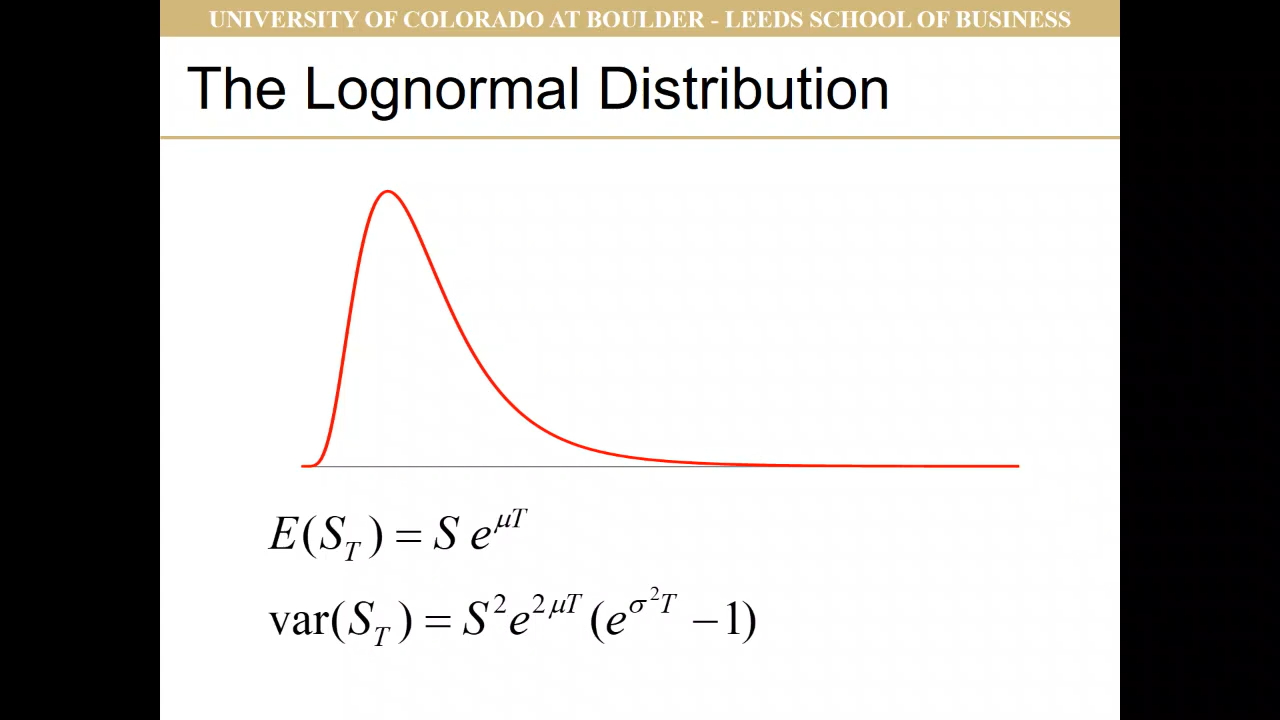 UNIVERSITY OF COLORADO AT BOULDER - LEEDS SCHOOL OF BUSINESS
The Lognormal Distribution
E(S_T) = S e^{μT}
var(S_T) = S^2 e^{2μT} (e^{σ^2 T} − 1)